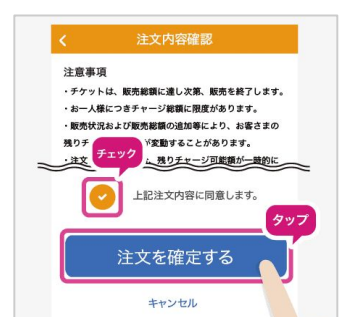 注文内容確認
注意事項
・チケットは、販売総額に達し次第、販売を終了します。
・お一人様につきチャージ総額に限度があります。
・販売状況および販売総額の追加等により、お客さまの
残りチ が変動することがあります。
・注文 、残りチャージ可能額が一時的に
チェック
上記注文内容に同意します。
タップ
注文を確定する
キャンセル